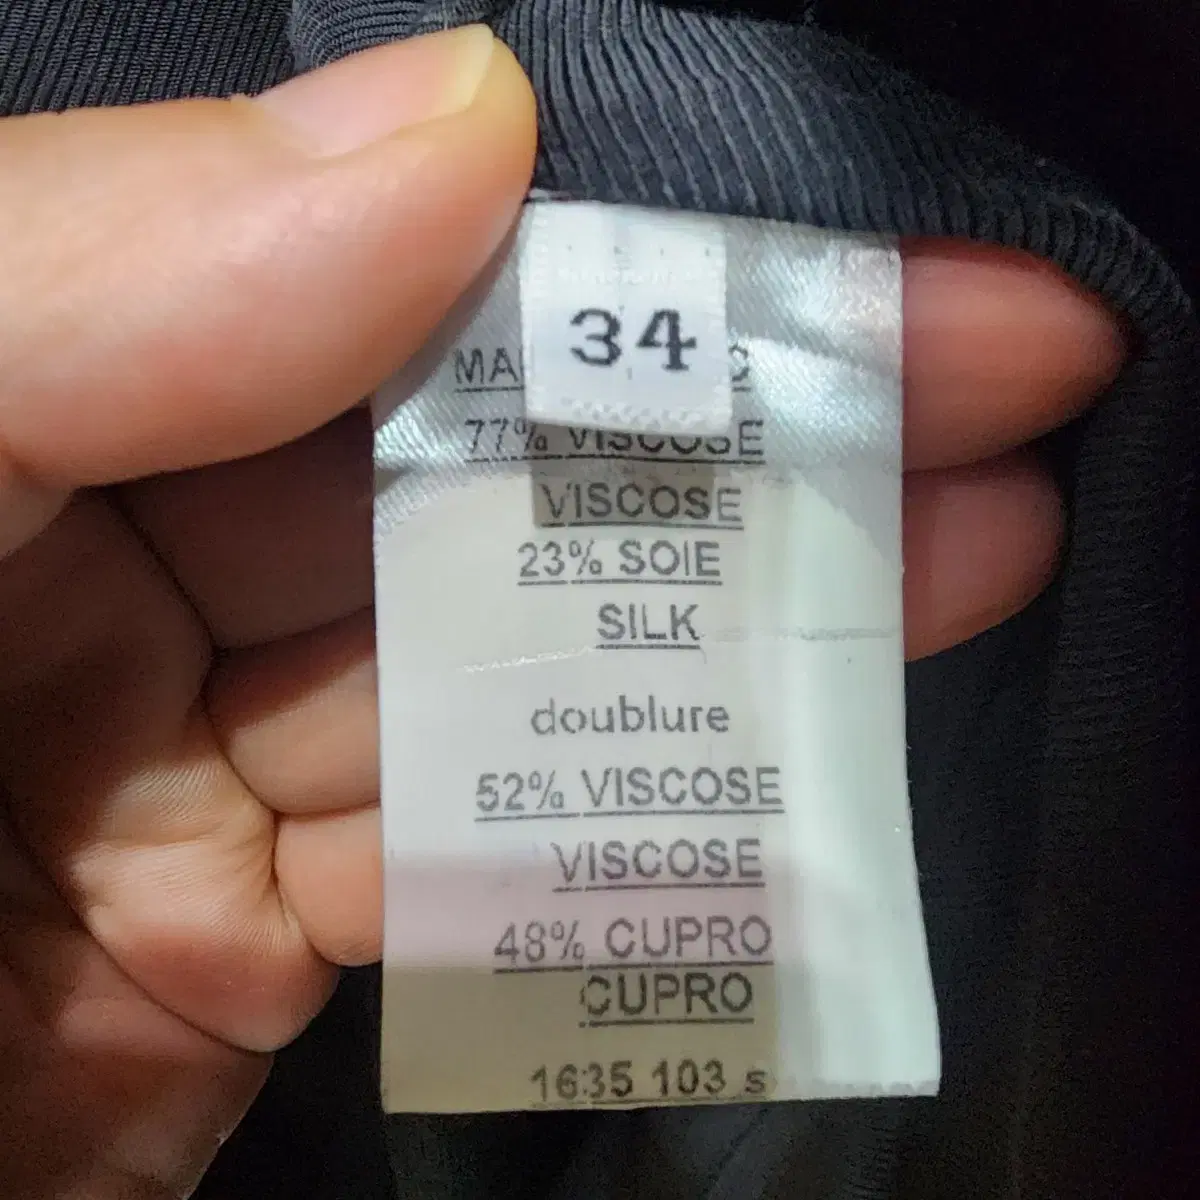 34
77% VISCOSE
VISCOSE
23% SOIE
SILK
doublure
52% VISCOSE
VISCOSE
48% CUPRO
CUPRO
1635 103 s